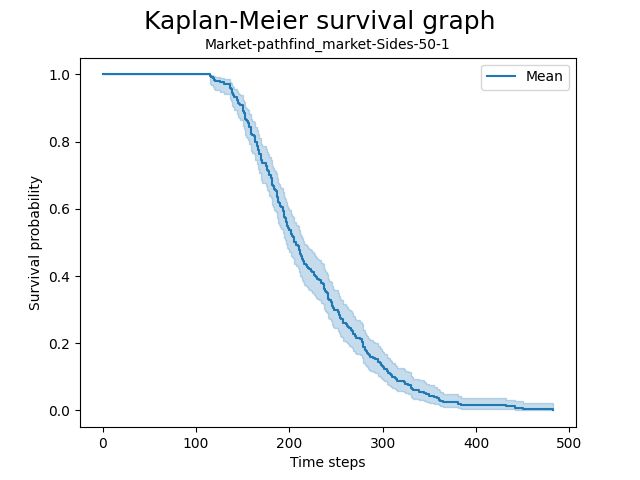 Kaplan-Meier survival graph
Market-pathfind_market-Sides-50-1
Mean
Survival probability
1.0
0.8
0.6
0.4
0.2
0.0
0 100 200 300 400 500
Time steps